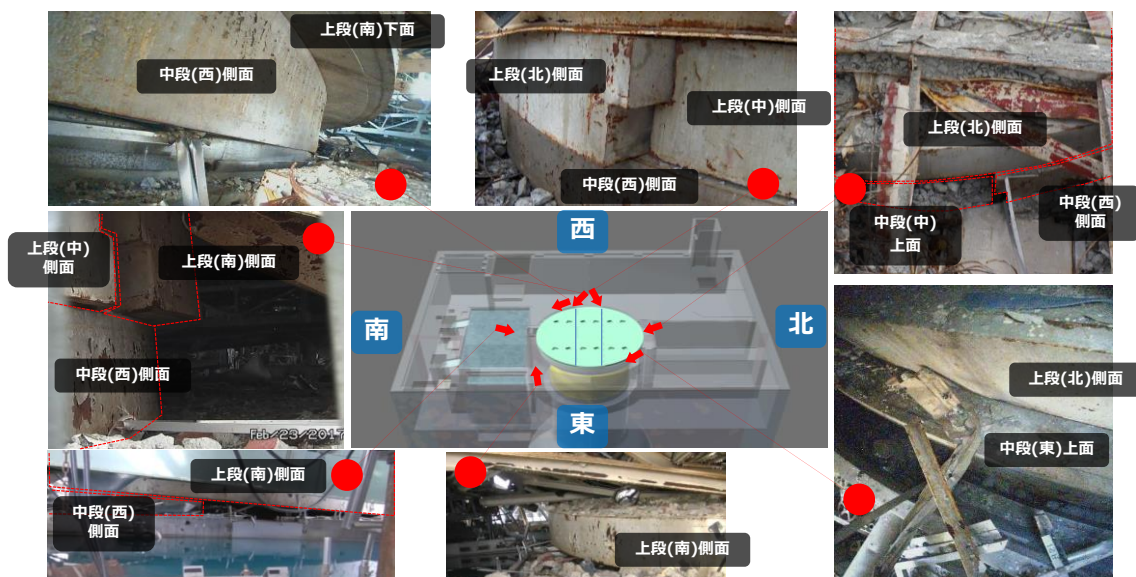 上段(南)下面
中段(西)側面
上段(北)側面
上段(中)側面
中段(西)側面
上段(北)側面
中段(中)
上面
中段(西)
側面
上段(中)
側面
上段(南)側面
中段(西)側面
Feb/23/2017
西
南
北
東
上段(北)側面
中段(東)上面
上段(南)側面
中段(西)
側面
上段(南)側面